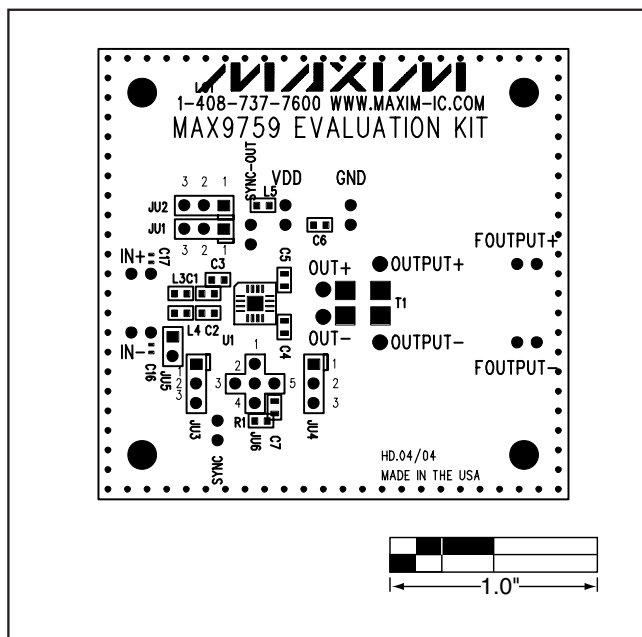 MAXIM
1-408-737-7600 WWW.MAXIM-IC.COM
MAX9759 EVALUATION KIT
SYNC-OUT
VDD
GND
L5
3 2 1
JU2
JU1
3 2 1
C6
IN+
C17
C3
C5
L3 C1
OUT+
OUTPUT+
FOUTPUT+
T1
L4 C2
U1
C4
OUT-
OUTPUT-
FOUTPUT-
IN-
C16
JU5
1
2
3
JU3
1
2
3
4
5
R1
JU6
C7
1
2
3
JU4
SYNC
HD.04/04
MADE IN THE USA
1.0"